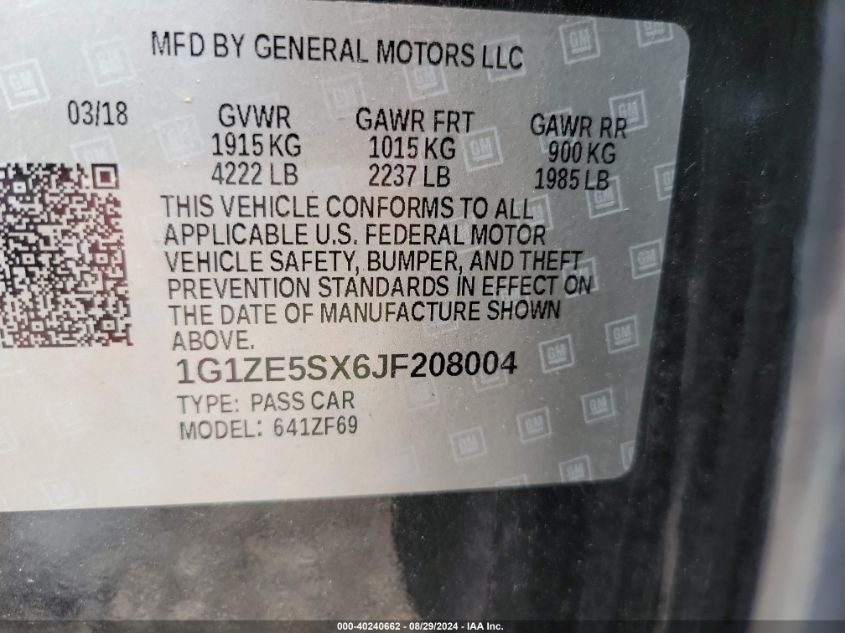 MFD BY GENERAL MOTORS LLC
03/18 GVWR GAWR FRT GAWR RR
1915 KG 1015 KG 900 KG
4222 LB 2237 LB 1985 LB
THIS VEHICLE CONFORMS TO ALL
APPLICABLE U.S. FEDERAL MOTOR
VEHICLE SAFETY, BUMPER, AND THEFT
PREVENTION STANDARDS IN EFFECT ON
THE DATE OF MANUFACTURE SHOWN
ABOVE.
1G1ZE5SX6JF208004
TYPE: PASS CAR
MODEL: 641ZF69
000-40240662 - 08/29/2024 - IAA Inc.